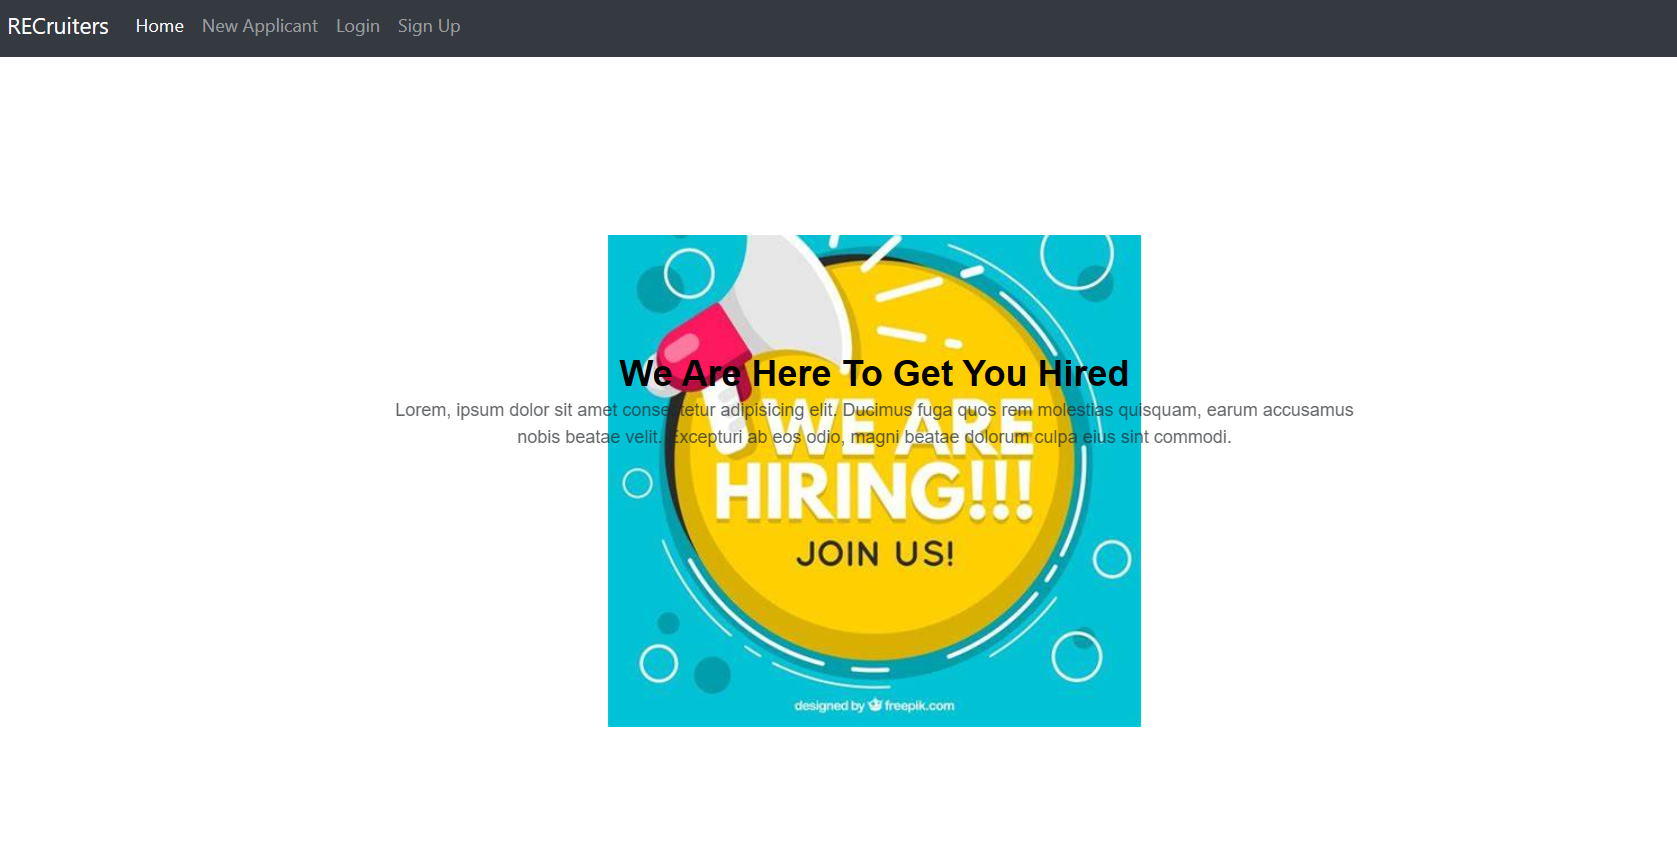 RECruiters Home New Applicant Login Sign Up
We Are Here To Get You Hired
Lorem, ipsum dolor sit amet consectetur adipisicing elit. Ducimus fuga quos rem molestias quisquam, earum accusamus
nobis beatae velit. Excepturi ab eos odio, magni beatae dolorum culpa eius sint commodi.
WE ARE
HIRING!!!
JOIN US!
designed by freepik.com